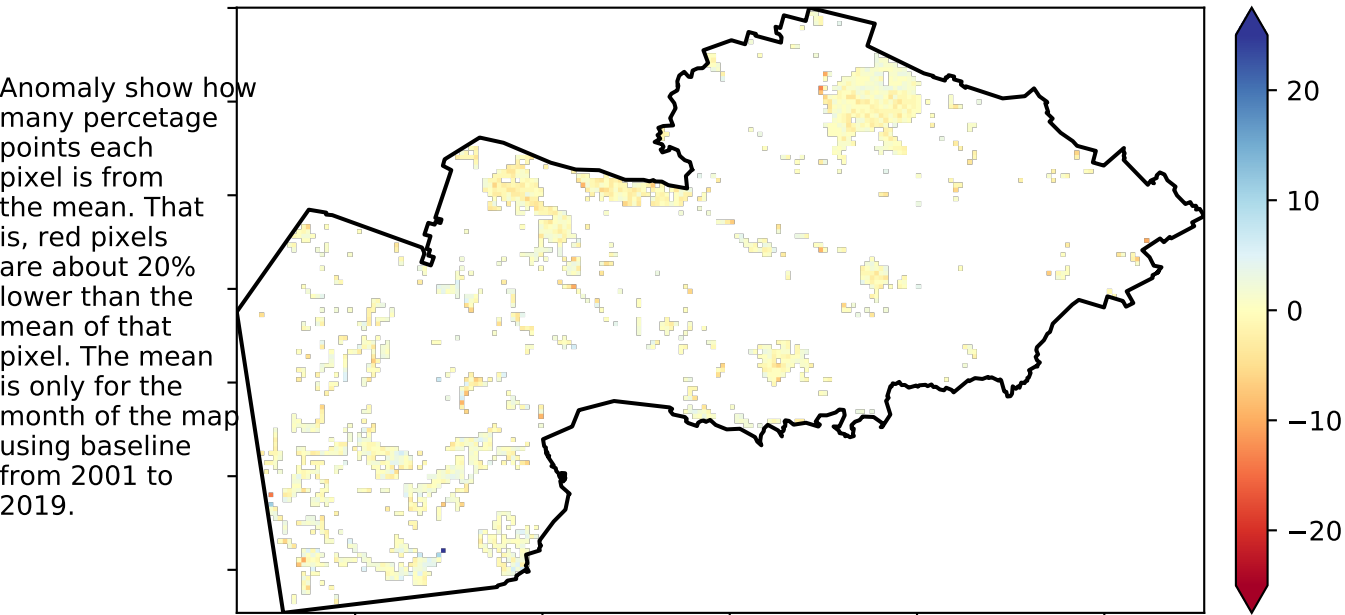 Anomaly show how
many percetage
points each
pixel is from
the mean. That
is, red pixels
are about 20%
lower than the
mean of that
pixel. The mean
is only for the
month of the map
using baseline
from 2001 to
2019.
20
10
0
−10
−20